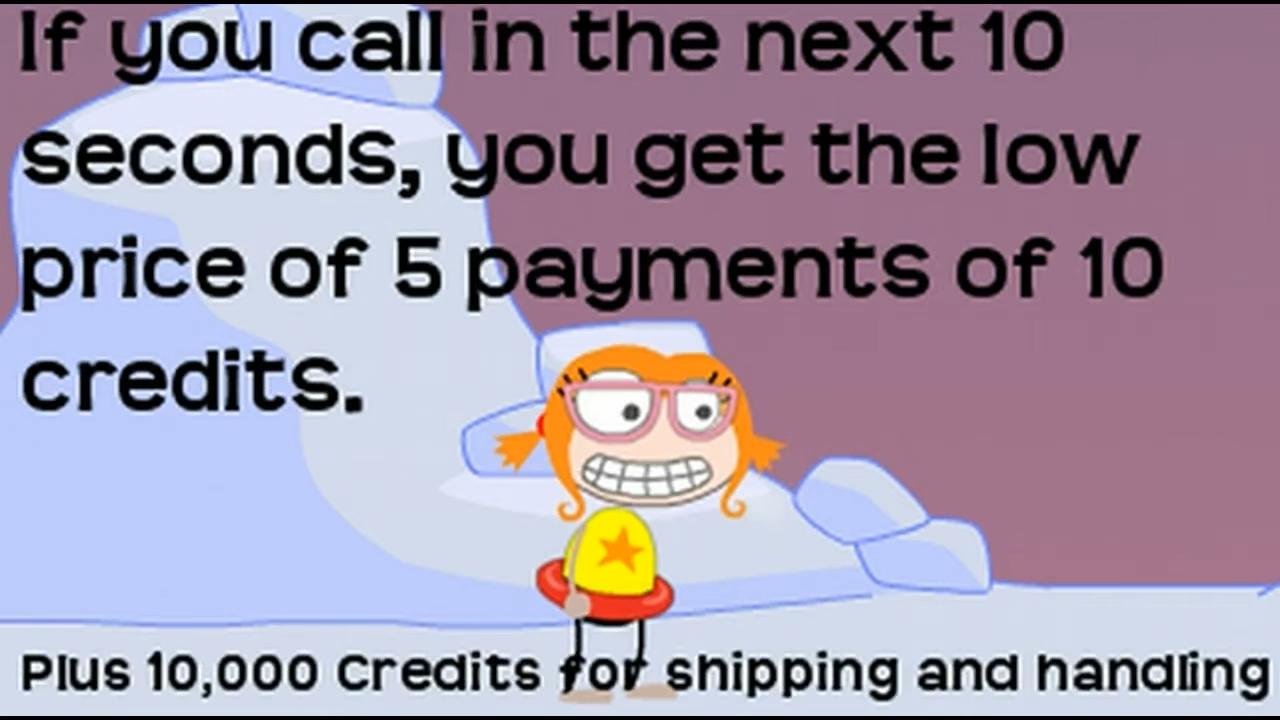 If you call in the next 10
seconds, you get the low
price of 5 payments of 10
credits.
Plus 10,000 Credits for shipping and handling